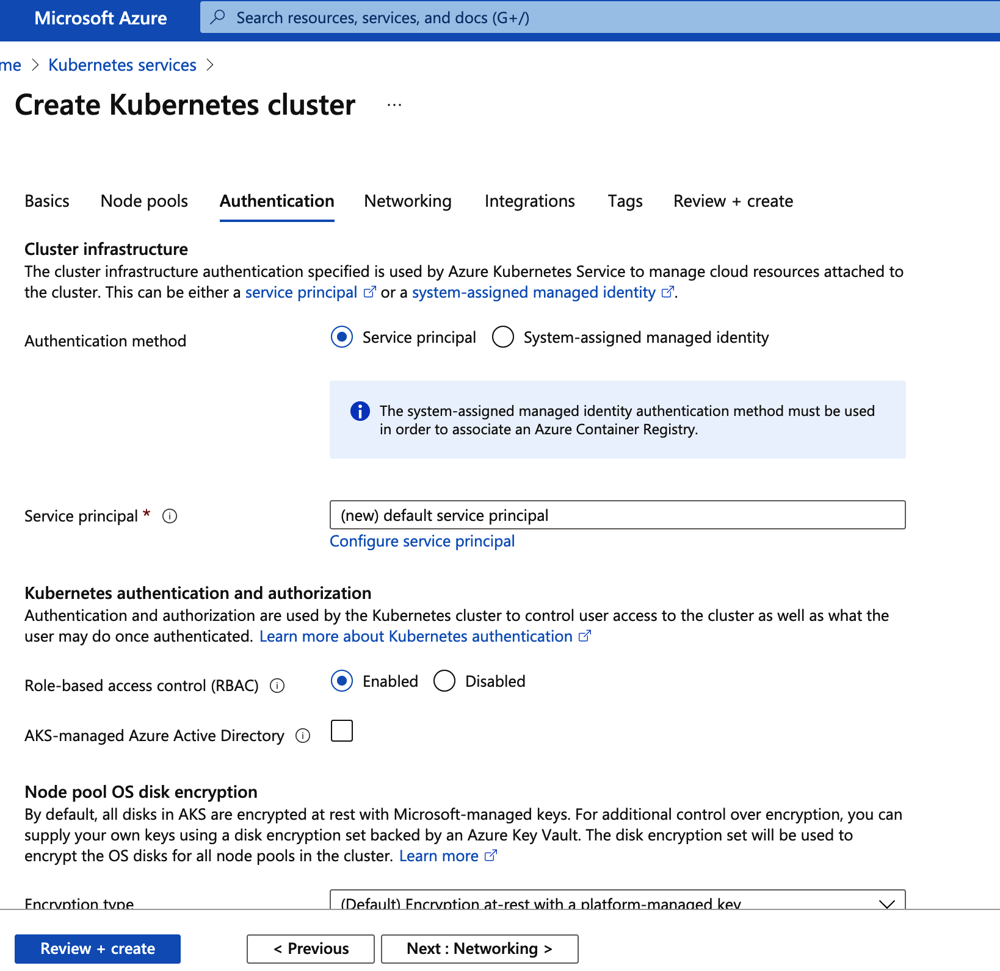 Microsoft Azure
Search resources, services, and docs (G+/)
me > Kubernetes services >
Create Kubernetes cluster ...
Basics Node pools Authentication Networking Integrations Tags Review + create
Cluster infrastructure
The cluster infrastructure authentication specified is used by Azure Kubernetes Service to manage cloud resources attached to
the cluster. This can be either a service principal or a system-assigned managed identity .
Authentication method
Service principal System-assigned managed identity
The system-assigned managed identity authentication method must be used
in order to associate an Azure Container Registry.
Service principal *
(new) default service principal
Configure service principal
Kubernetes authentication and authorization
Authentication and authorization are used by the Kubernetes cluster to control user access to the cluster as well as what the
user may do once authenticated. Learn more about Kubernetes authentication
Role-based access control (RBAC)
Enabled Disabled
AKS-managed Azure Active Directory
Node pool OS disk encryption
By default, all disks in AKS are encrypted at rest with Microsoft-managed keys. For additional control over encryption, you can
supply your own keys using a disk encryption set backed by an Azure Key Vault. The disk encryption set will be used to
encrypt the OS disks for all node pools in the cluster. Learn more
Encryption type
(Default) Encryption at-rest with a platform-managed key
Review + create
< Previous
Next : Networking >